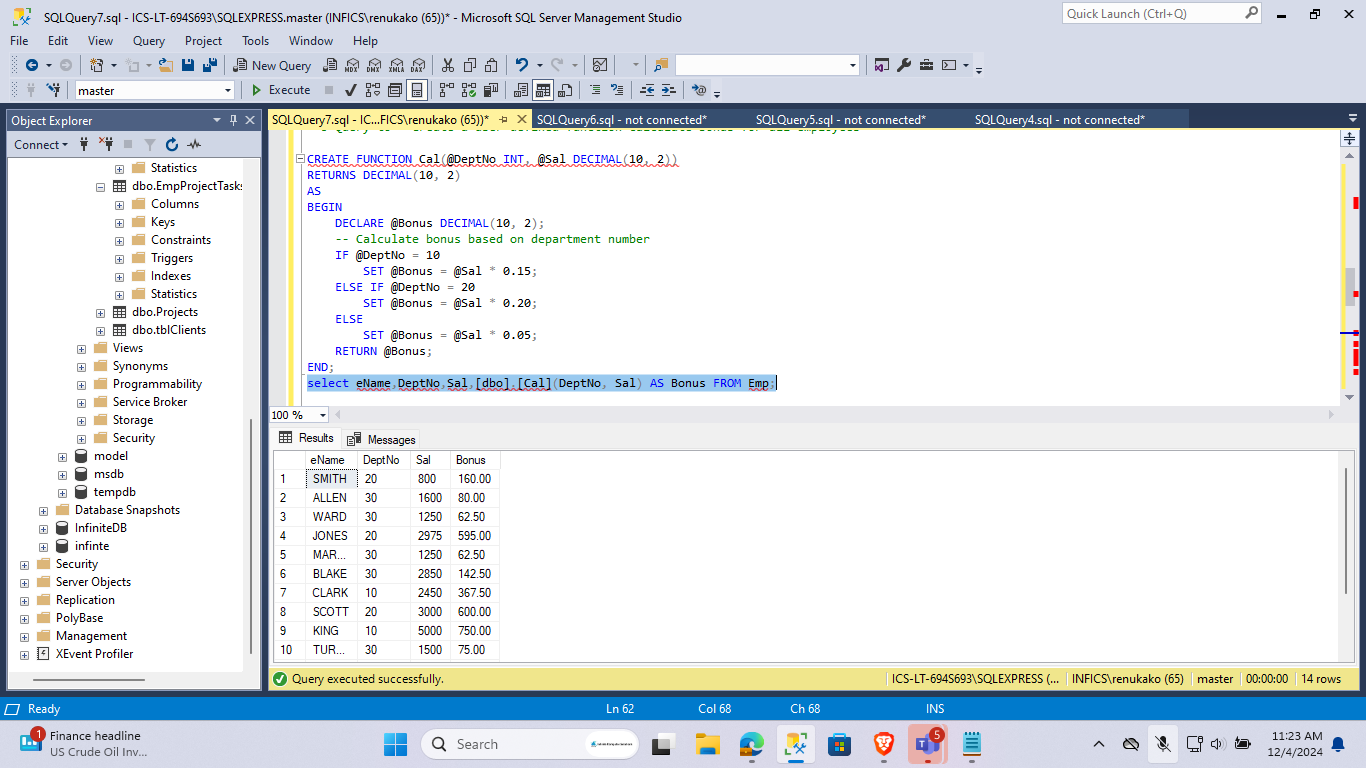 SQLQuery7.sql - ICS-LT-694S693\SQLEXPRESS.master (INFICS\renukako (65))* - Microsoft SQL Server Management Studio
Quick Launch (Ctrl+Q)
File Edit View Query Project Tools Window Help
New Query
MDX DMX XMLA DAX
master
Execute
Object Explorer
Connect
Statistics
dbo.EmpProjectTasks
Columns
Keys
Constraints
Triggers
Indexes
Statistics
dbo.Projects
dbo.tblClients
Views
Synonyms
Programmability
Service Broker
Storage
Security
model
msdb
tempdb
Database Snapshots
InfiniteDB
infinte
Security
Server Objects
Replication
PolyBase
Management
XEvent Profiler
SQLQuery7.sql - IC...FICS\renukako (65))* SQLQuery6.sql - not connected* SQLQuery5.sql - not connected* SQLQuery4.sql - not connected*
CREATE FUNCTION Cal(@DeptNo INT, @Sal DECIMAL(10, 2))
RETURNS DECIMAL(10, 2)
AS
BEGIN
DECLARE @Bonus DECIMAL(10, 2);
-- Calculate bonus based on department number
IF @DeptNo = 10
SET @Bonus = @Sal * 0.15;
ELSE IF @DeptNo = 20
SET @Bonus = @Sal * 0.20;
ELSE
SET @Bonus = @Sal * 0.05;
RETURN @Bonus;
END;
select eName,DeptNo,Sal,[dbo].[Cal](DeptNo, Sal) AS Bonus FROM Emp;
100 %
Results Messages
eName DeptNo Sal Bonus
1 SMITH 20 800 160.00
2 ALLEN 30 1600 80.00
3 WARD 30 1250 62.50
4 JONES 20 2975 595.00
5 MAR... 30 1250 62.50
6 BLAKE 30 2850 142.50
7 CLARK 10 2450 367.50
8 SCOTT 20 3000 600.00
9 KING 10 5000 750.00
10 TUR... 30 1500 75.00
Query executed successfully. ICS-LT-694S693\SQLEXPRESS (... INFICS\renukako (65) master 00:00:00 14 rows
Ready Ln 62 Col 68 Ch 68 INS
1
Finance headline
US Crude Oil Inv...
Search
5
11:23 AM
12/4/2024